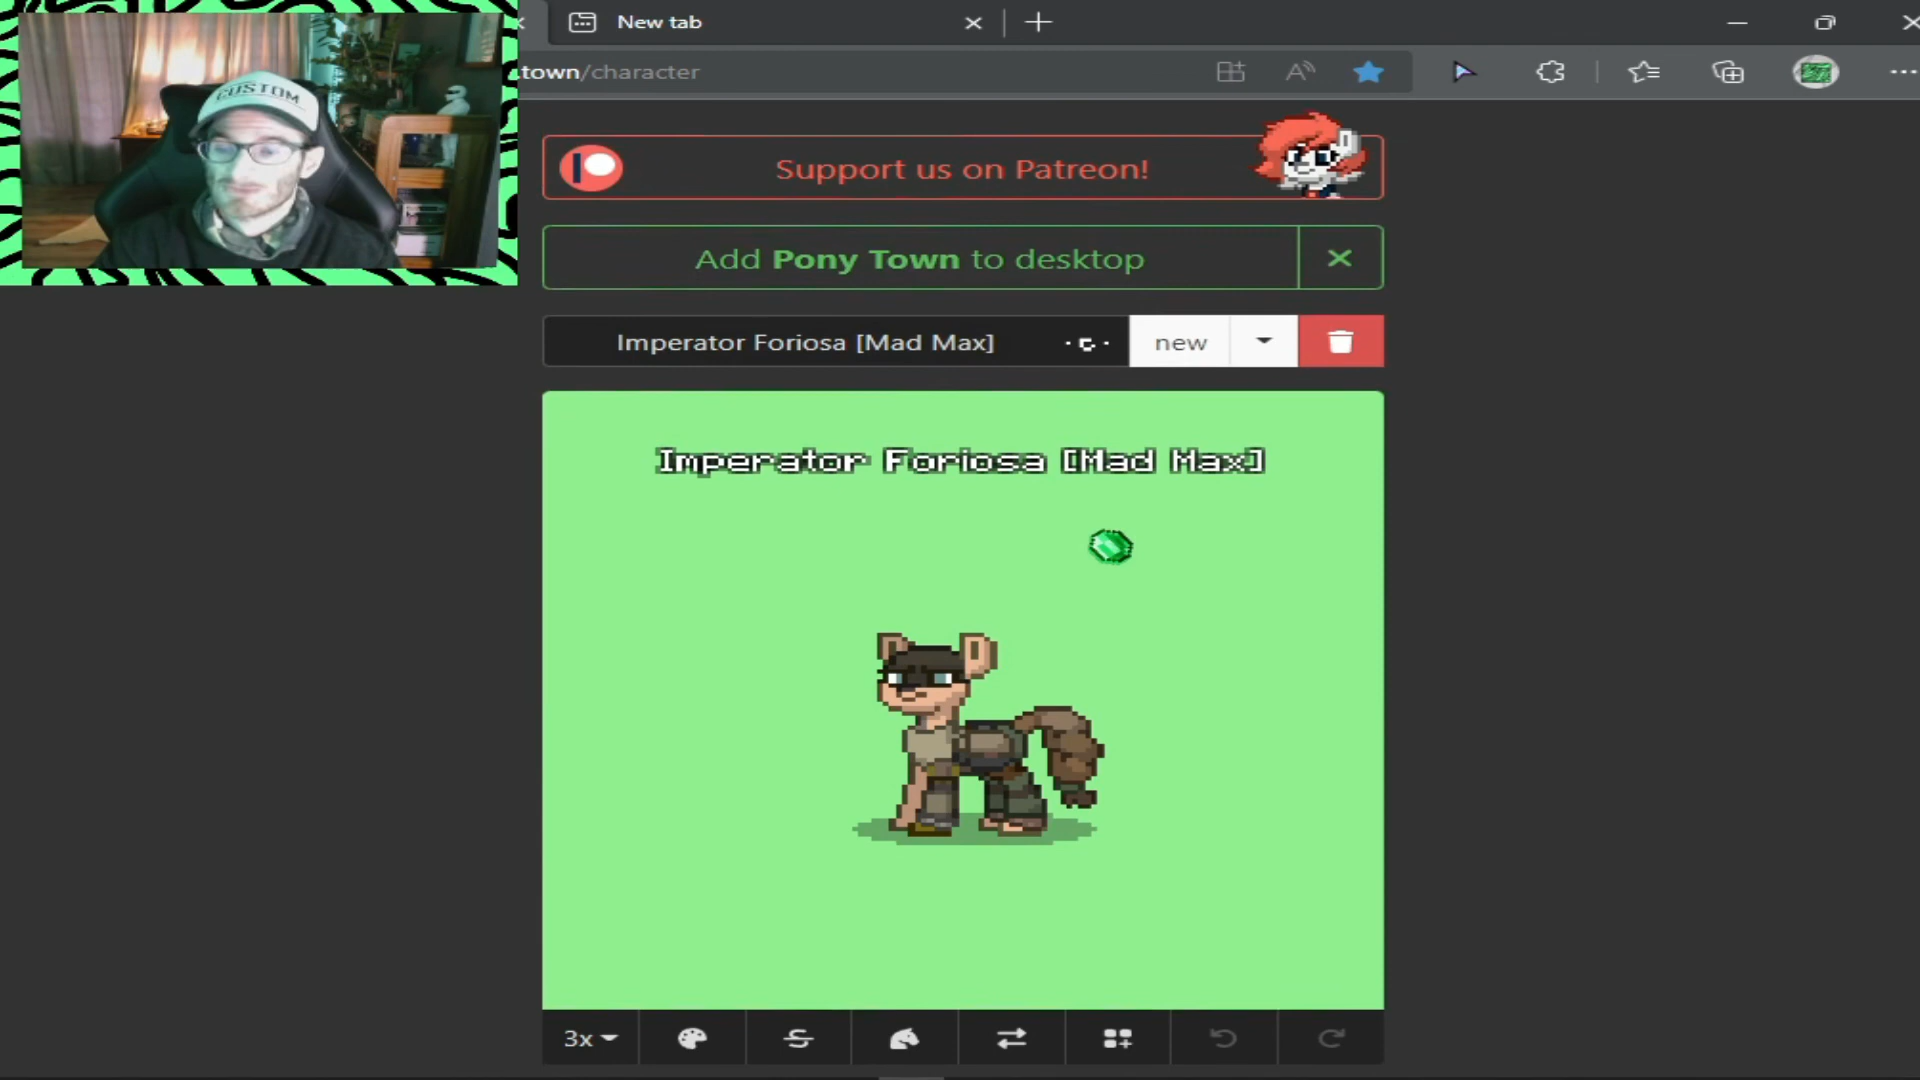 New tab
.town/character
CUSTOM
Support us on Patreon!
Add Pony Town to desktop
Imperator Foriosa [Mad Max]
new
Imperator Foriosa [Mad Max]
3x